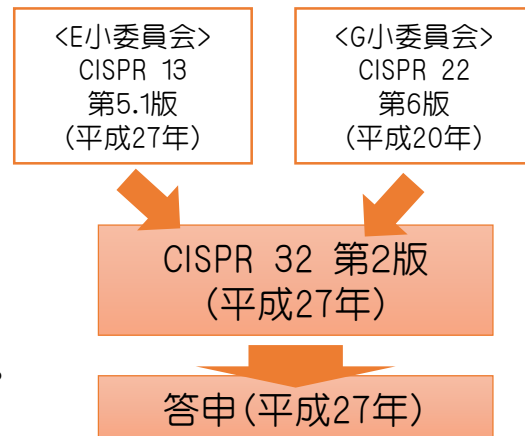 <E小委員会>
CISPR 13
第5.1版
(平成27年)
<G小委員会>
CISPR 22
第6版
(平成20年)
CISPR 32 第2版
(平成27年)
。
答申(平成27年)